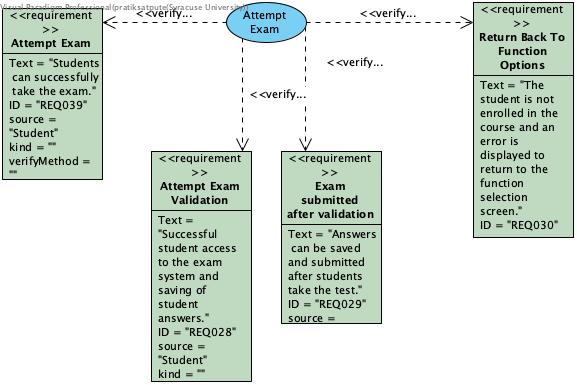 Visual Paradigm Professional(pratiksatpute(Syracuse University))
<<requirement
>>
Attempt Exam
Text = "Students
can successfully
take the exam."
ID = "REQ039"
source =
"Student"
kind = ""
verifyMethod =
""
<<verify...
Attempt
Exam
<<verify...
<<verify...
<<verify...
<<requirement
>>
Return Back To
Function
Options
Text = "The
student is not
enrolled in the
course and an
error is
displayed to
return to the
function
selection
screen."
ID = "REQ030"
<<requirement
>>
Attempt Exam
Validation
Text =
"Successful
student access
to the exam
system and
saving of
student
answers."
ID = "REQ028"
source =
"Student"
kind = ""
<<requirement
>>
Exam
submitted
after validation
Text = "Answers
can be saved
and submitted
after students
take the test."
ID = "REQ029"
source =